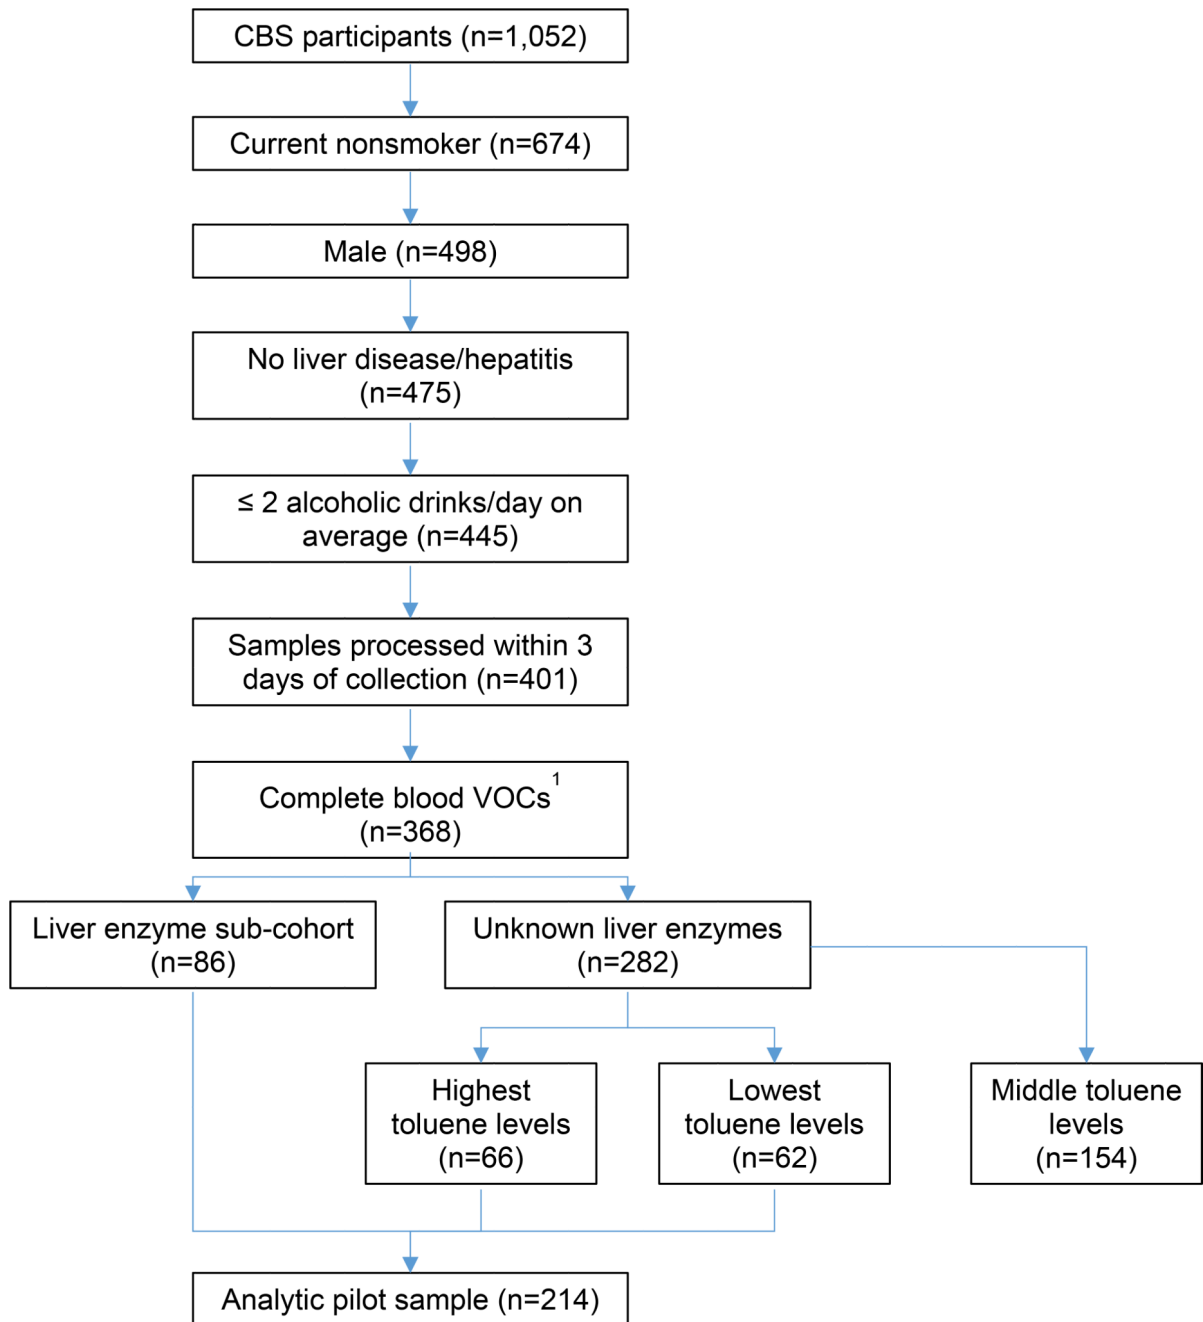 CBS participants (n=1,052)
Current nonsmoker (n=674)
Male (n=498)
No liver disease/hepatitis
(n=475)
≤ 2 alcoholic drinks/day on
average (n=445)
Samples processed within 3
days of collection (n=401)
Complete blood VOCs¹
(n=368)
Liver enzyme sub-cohort
(n=86)
Unknown liver enzymes
(n=282)
Highest
toluene levels
(n=66)
Lowest
toluene levels
(n=62)
Middle toluene
levels
(n=154)
Analytic pilot sample (n=214)